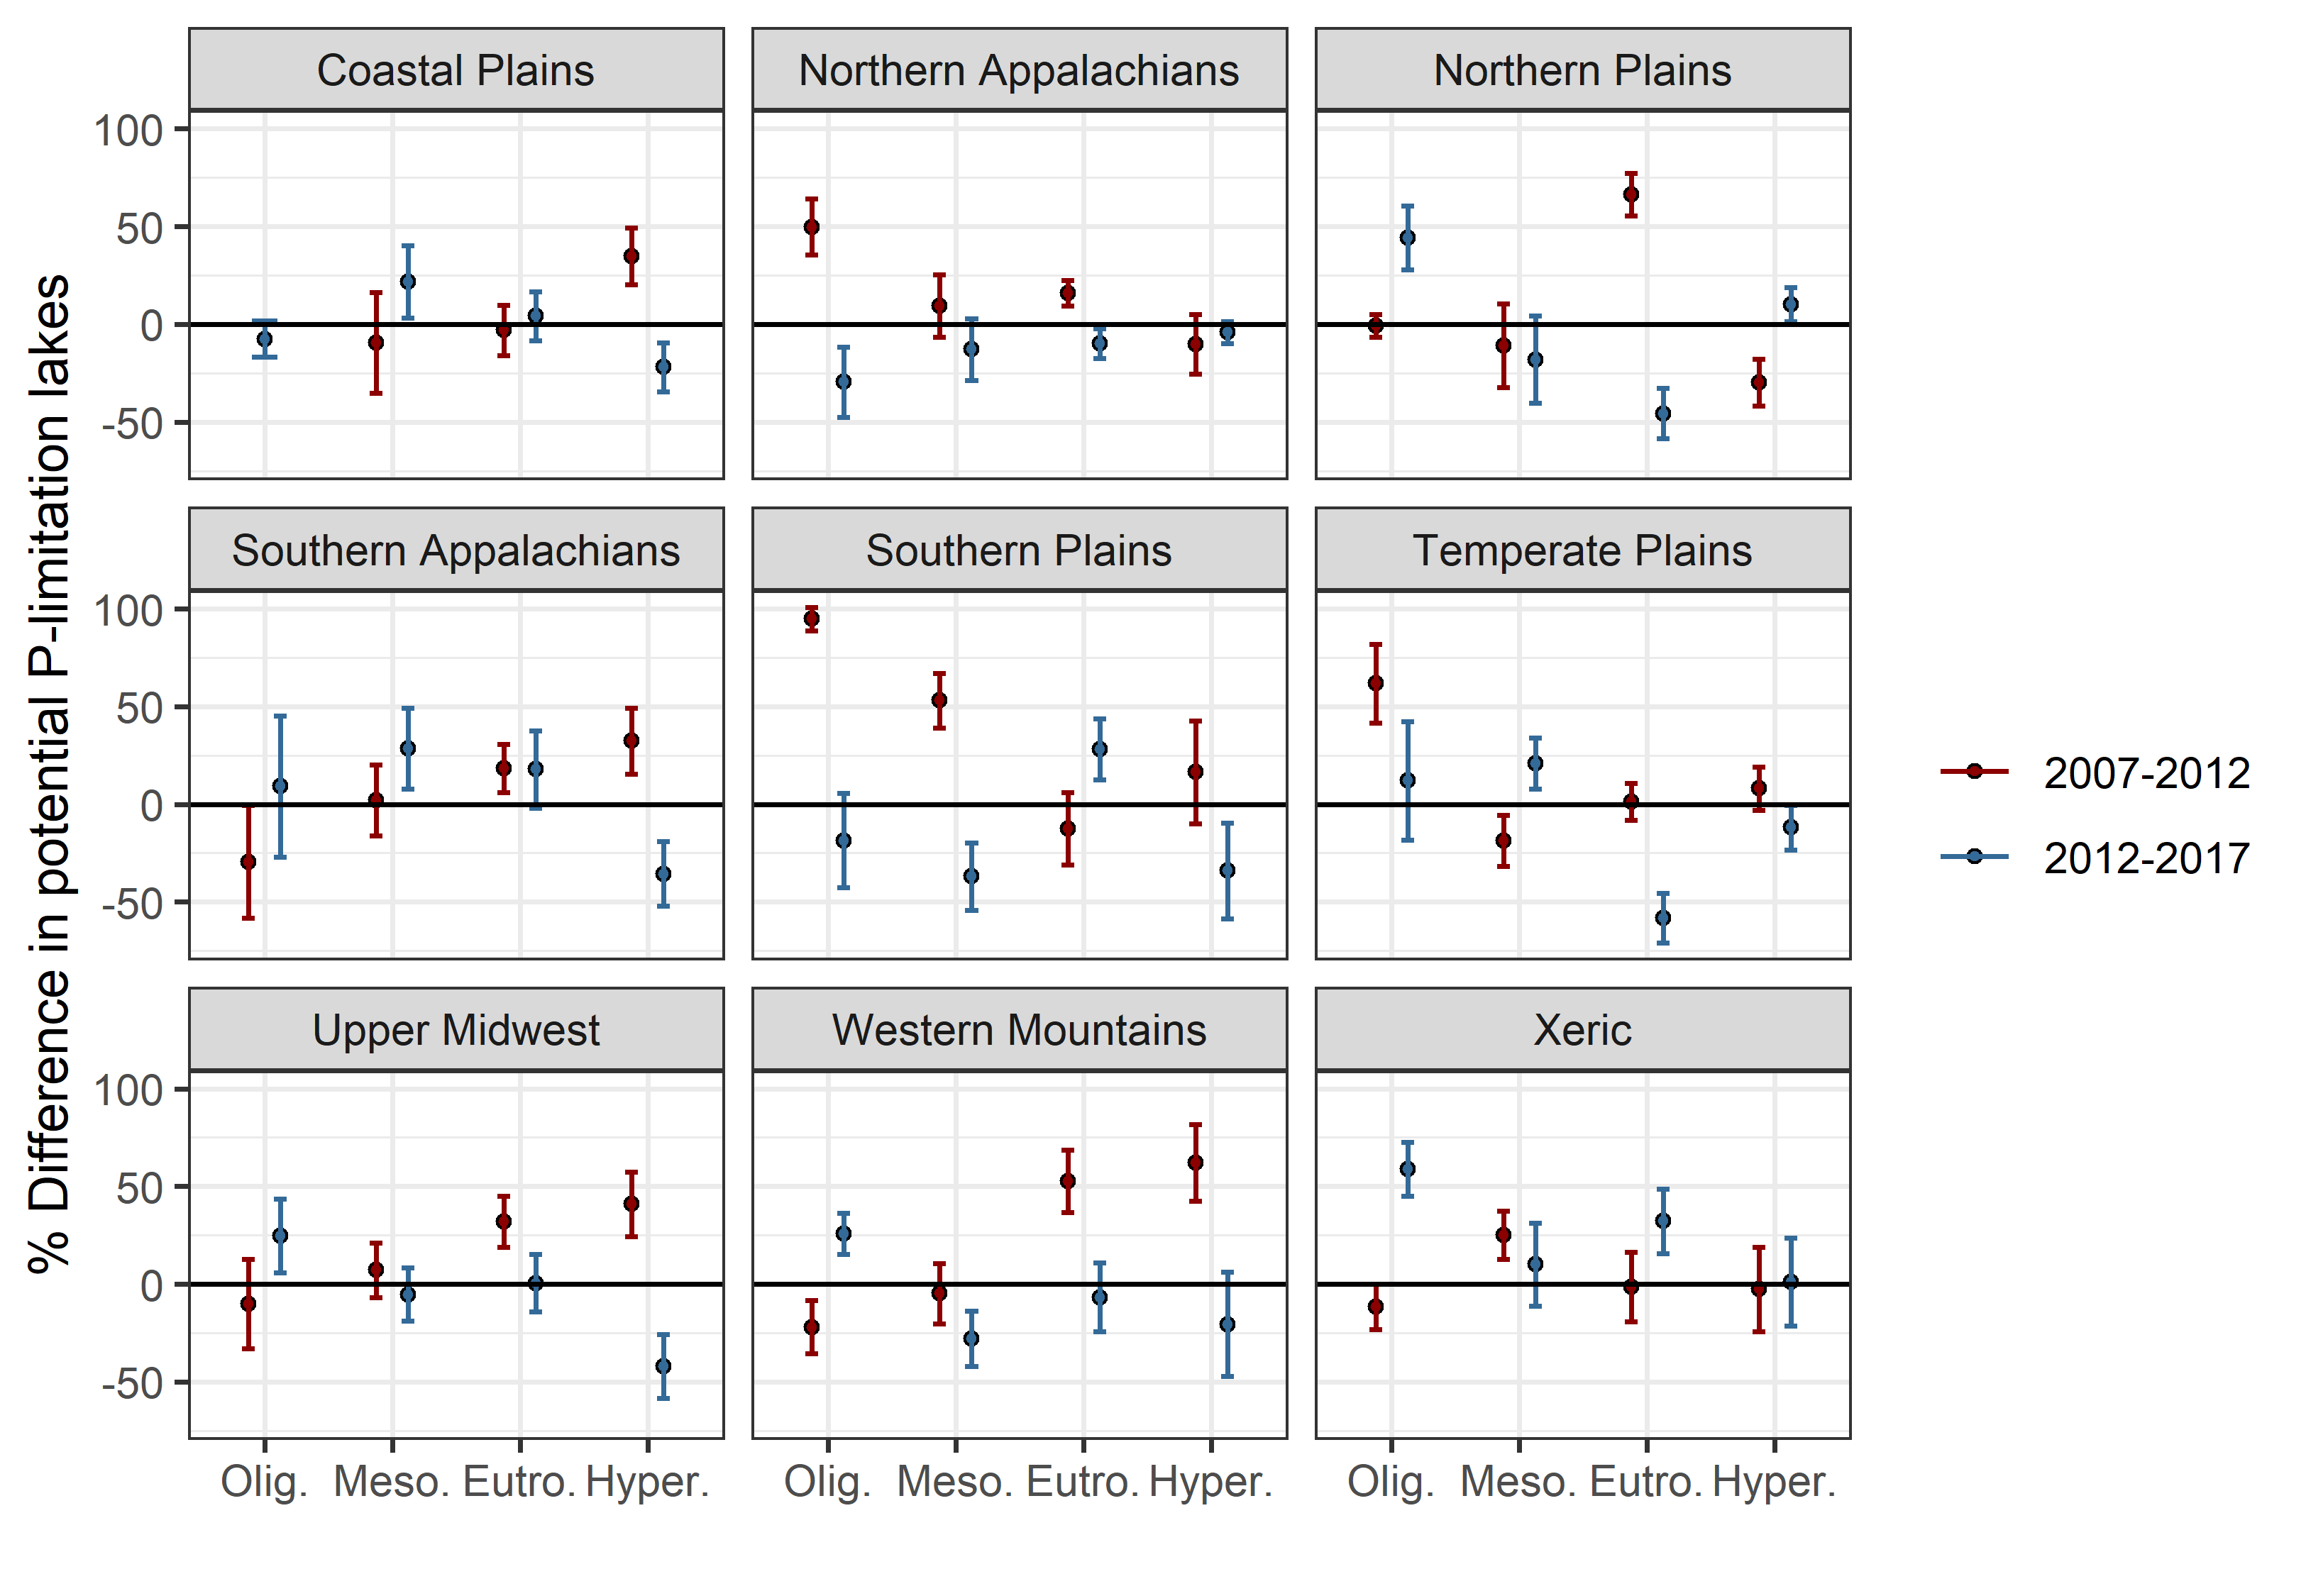 % Difference in potential P-limitation lakes
Coastal Plains
Northern Appalachians
Northern Plains
100
50
0
-50
Southern Appalachians
Southern Plains
Temperate Plains
100
50
0
-50
2007-2012
2012-2017
Upper Midwest
Western Mountains
Xeric
100
50
0
-50
Olig. Meso. Eutro. Hyper.
Olig. Meso. Eutro. Hyper.
Olig. Meso. Eutro. Hyper.